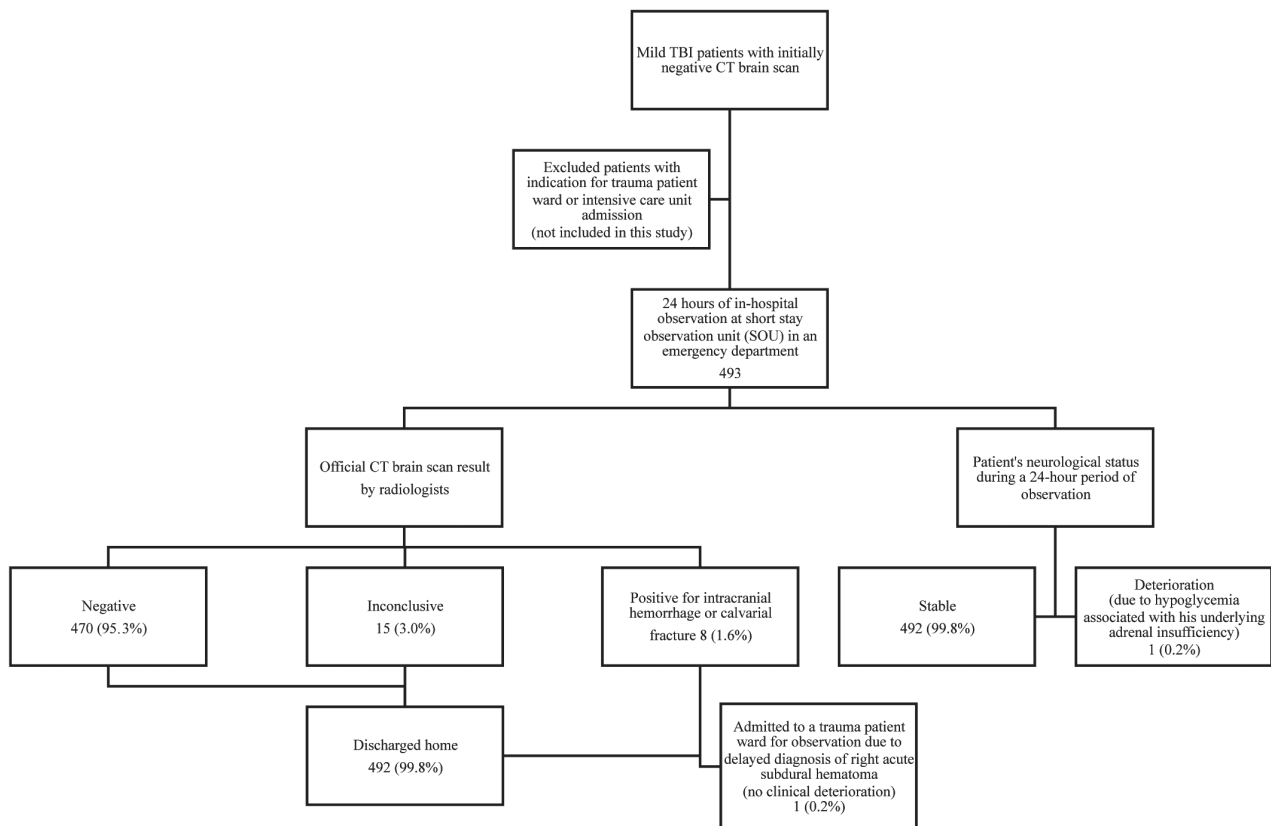 Mild TBI patients with initially
negative CT brain scan
Excluded patients with
indication for trauma patient
ward or intensive care unit
admission
(not included in this study)
24 hours of in-hospital
observation at short stay
observation unit (SOU) in an
emergency department
493
Official CT brain scan result
by radiologists
Patient's neurological status
during a 24-hour period of
observation
Negative
470 (95.3%)
Inconclusive
15 (3.0%)
Positive for intracranial
hemorrhage or calvarial
fracture 8 (1.6%)
Stable
492 (99.8%)
Deterioration
(due to hypoglycemia
associated with his underlying
adrenal insufficiency)
1 (0.2%)
Discharged home
492 (99.8%)
Admitted to a trauma patient
ward for observation due to
delayed diagnosis of right acute
subdural hematoma
(no clinical deterioration)
1 (0.2%)